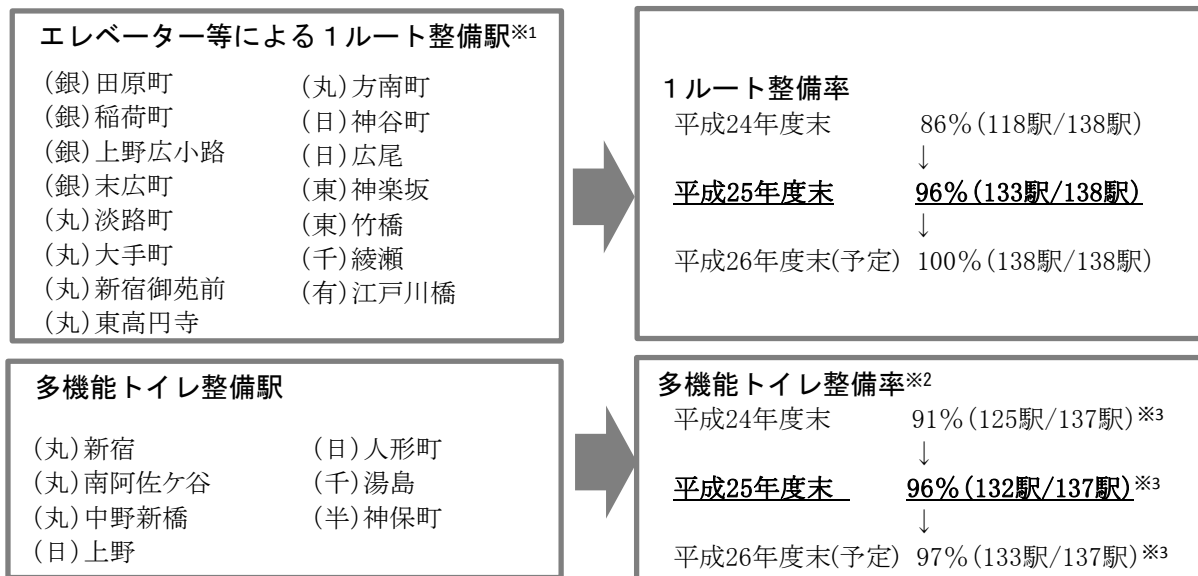 エレベーター等による１ルート整備駅※1
(銀)田原町
(銀)稲荷町
(銀)上野広小路
(銀)末広町
(丸)淡路町
(丸)大手町
(丸)新宿御苑前
(丸)東高円寺
(丸)方南町
(日)神谷町
(日)広尾
(東)神楽坂
(東)竹橋
(千)綾瀬
(有)江戸川橋
１ルート整備率
平成24年度末 86％(118駅/138駅)
↓
平成25年度末 96％(133駅/138駅)
↓
平成26年度末(予定) 100％(138駅/138駅)
多機能トイレ整備駅
(丸)新宿
(丸)南阿佐ケ谷
(丸)中野新橋
(日)上野
(日)人形町
(千)湯島
(半)神保町
多機能トイレ整備率※2
平成24年度末 91％(125駅/137駅)※3
↓
平成25年度末 96％(132駅/137駅)※3
↓
平成26年度末(予定) 97％(133駅/137駅)※3